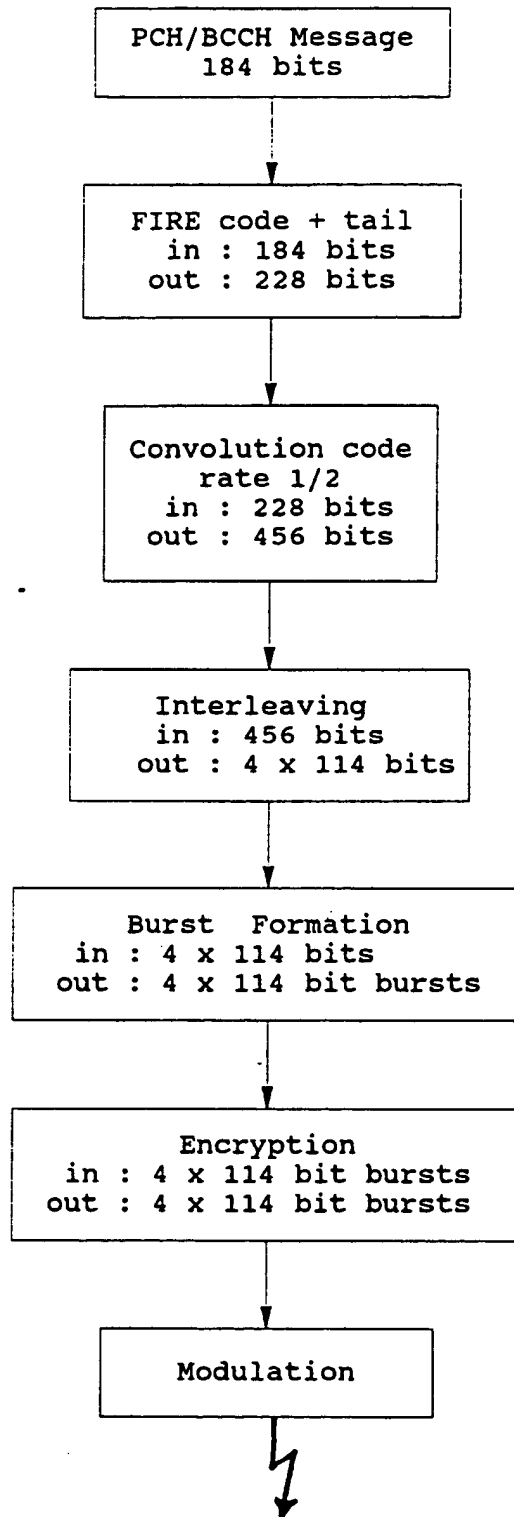 PCH/BCCH Message
184 bits
FIRE code + tail
in : 184 bits
out : 228 bits
Convolution code
rate 1/2
in : 228 bits
out : 456 bits
Interleaving
in : 456 bits
out : 4 x 114 bits
Burst Formation
in : 4 x 114 bits
out : 4 x 114 bit bursts
Encryption
in : 4 x 114 bit bursts
out : 4 x 114 bit bursts
Modulation